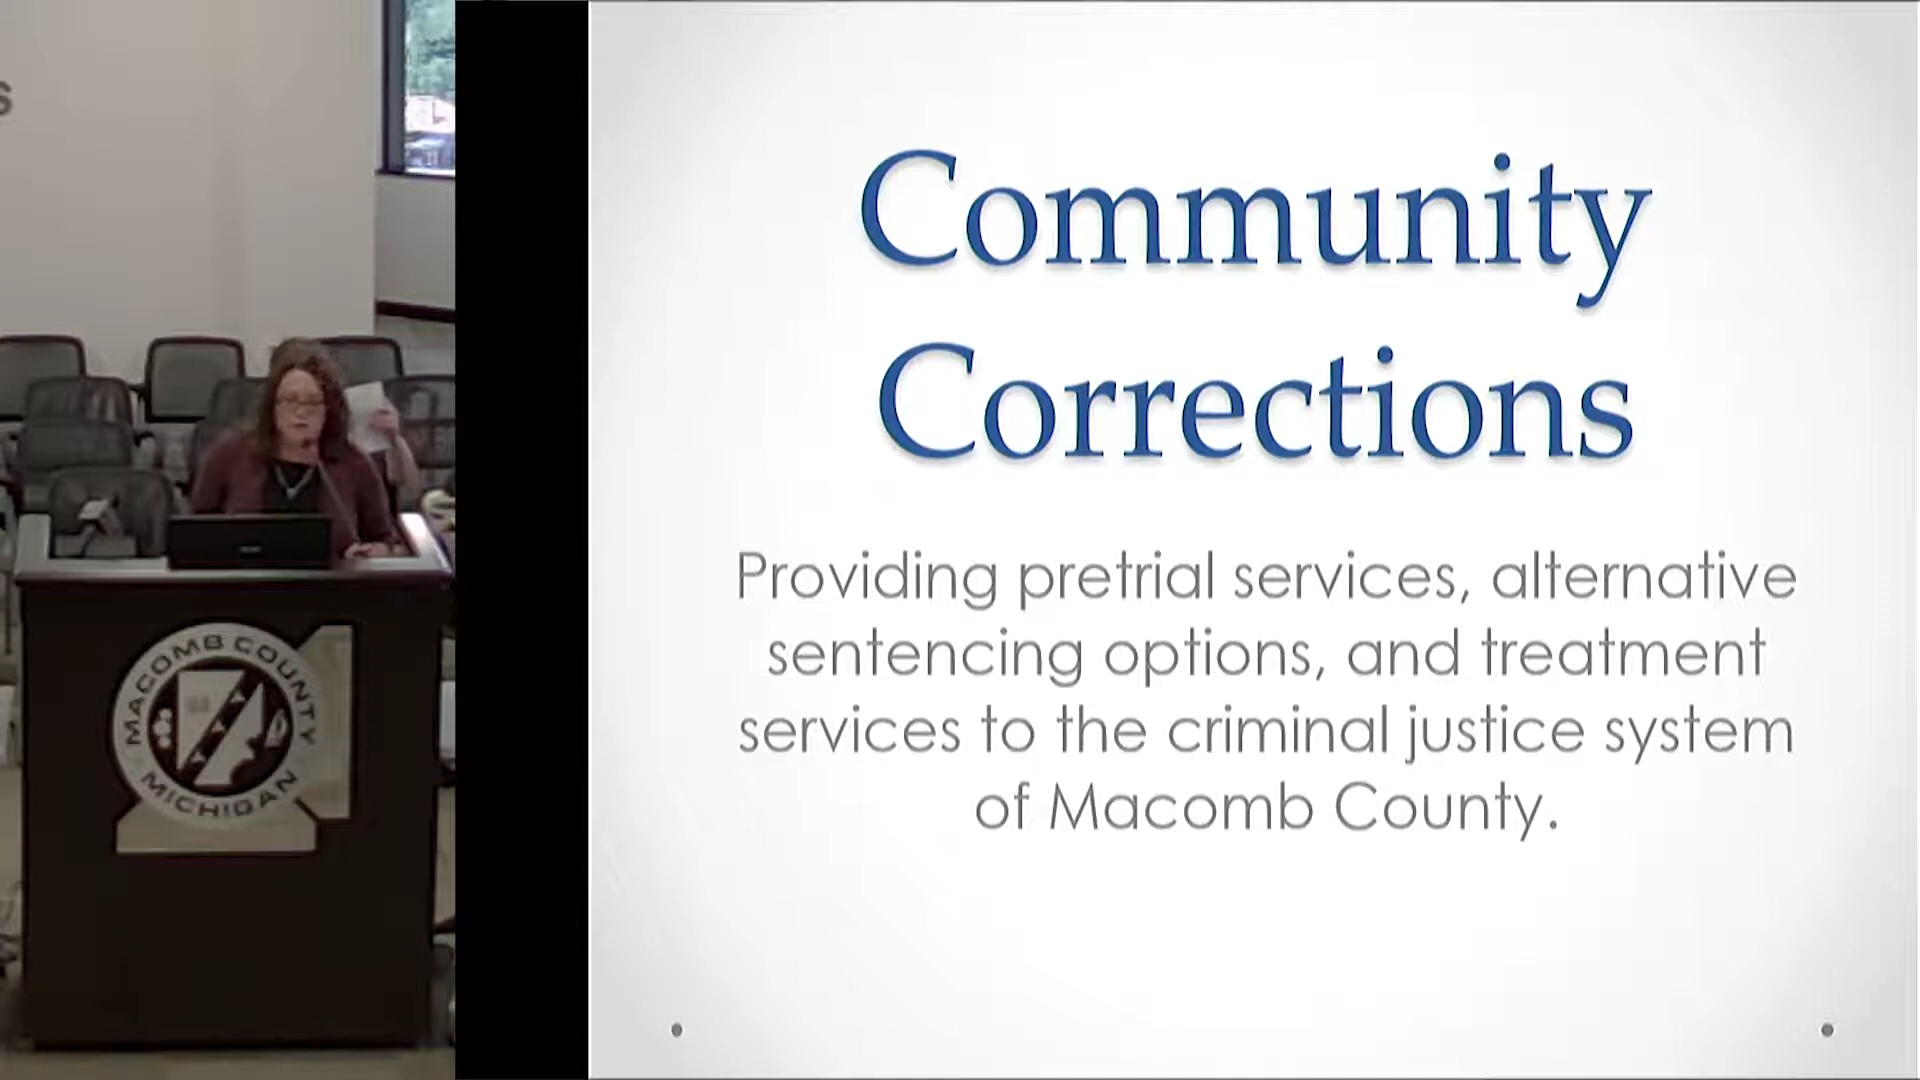 S
MACOMB COUNTY
MICHIGAN
Community
Corrections
Providing pretrial services, alternative
sentencing options, and treatment
services to the criminal justice system
of Macomb County.